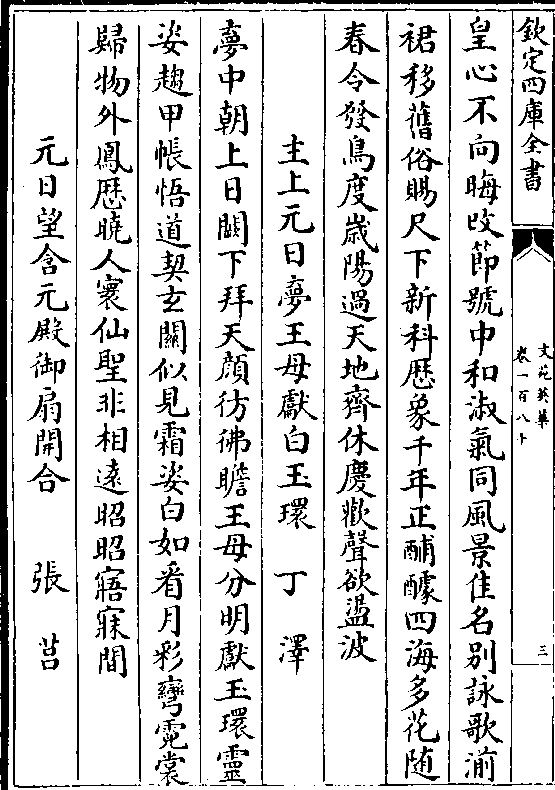 欽定四庫全書
文苑英華
卷一百八十
三
皇心不向晦改節號中和淑氣同風景佳名別詠歌湔
裙移舊俗賜尺下新科歴象千年正酺醵四海多花随
春令發鳥度歲陽過天地齊休慶歡聲欲盪波
主上元日夢王母獻白玉環 丁澤
夢中朝上日闕下拜天顔彷彿瞻王母分明獻玉環靈
姿趨甲帳悟道契玄關似見霜姿白如看月彩彎霓裳
歸物外鳳歴曉人寰仙聖非相遠昭昭寤寐間
元日望含元殿御扇開合 張莒